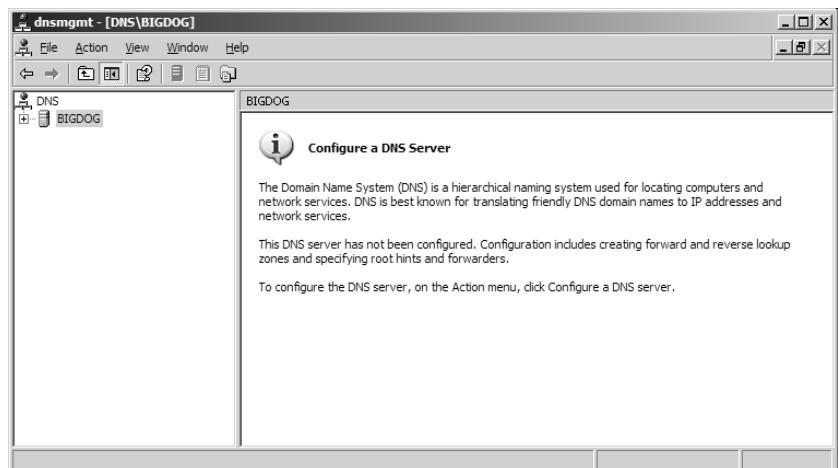 dnsmgmt - [DNS\BIGDOG]
File Action View Window Help
DNS
BIGDOG
BIGDOG
Configure a DNS Server
The Domain Name System (DNS) is a hierarchical naming system used for locating computers and
network services. DNS is best known for translating friendly DNS domain names to IP addresses and
network services.
This DNS server has not been configured. Configuration includes creating forward and reverse lookup
zones and specifying root hints and forwarders.
To configure the DNS server, on the Action menu, click Configure a DNS server.